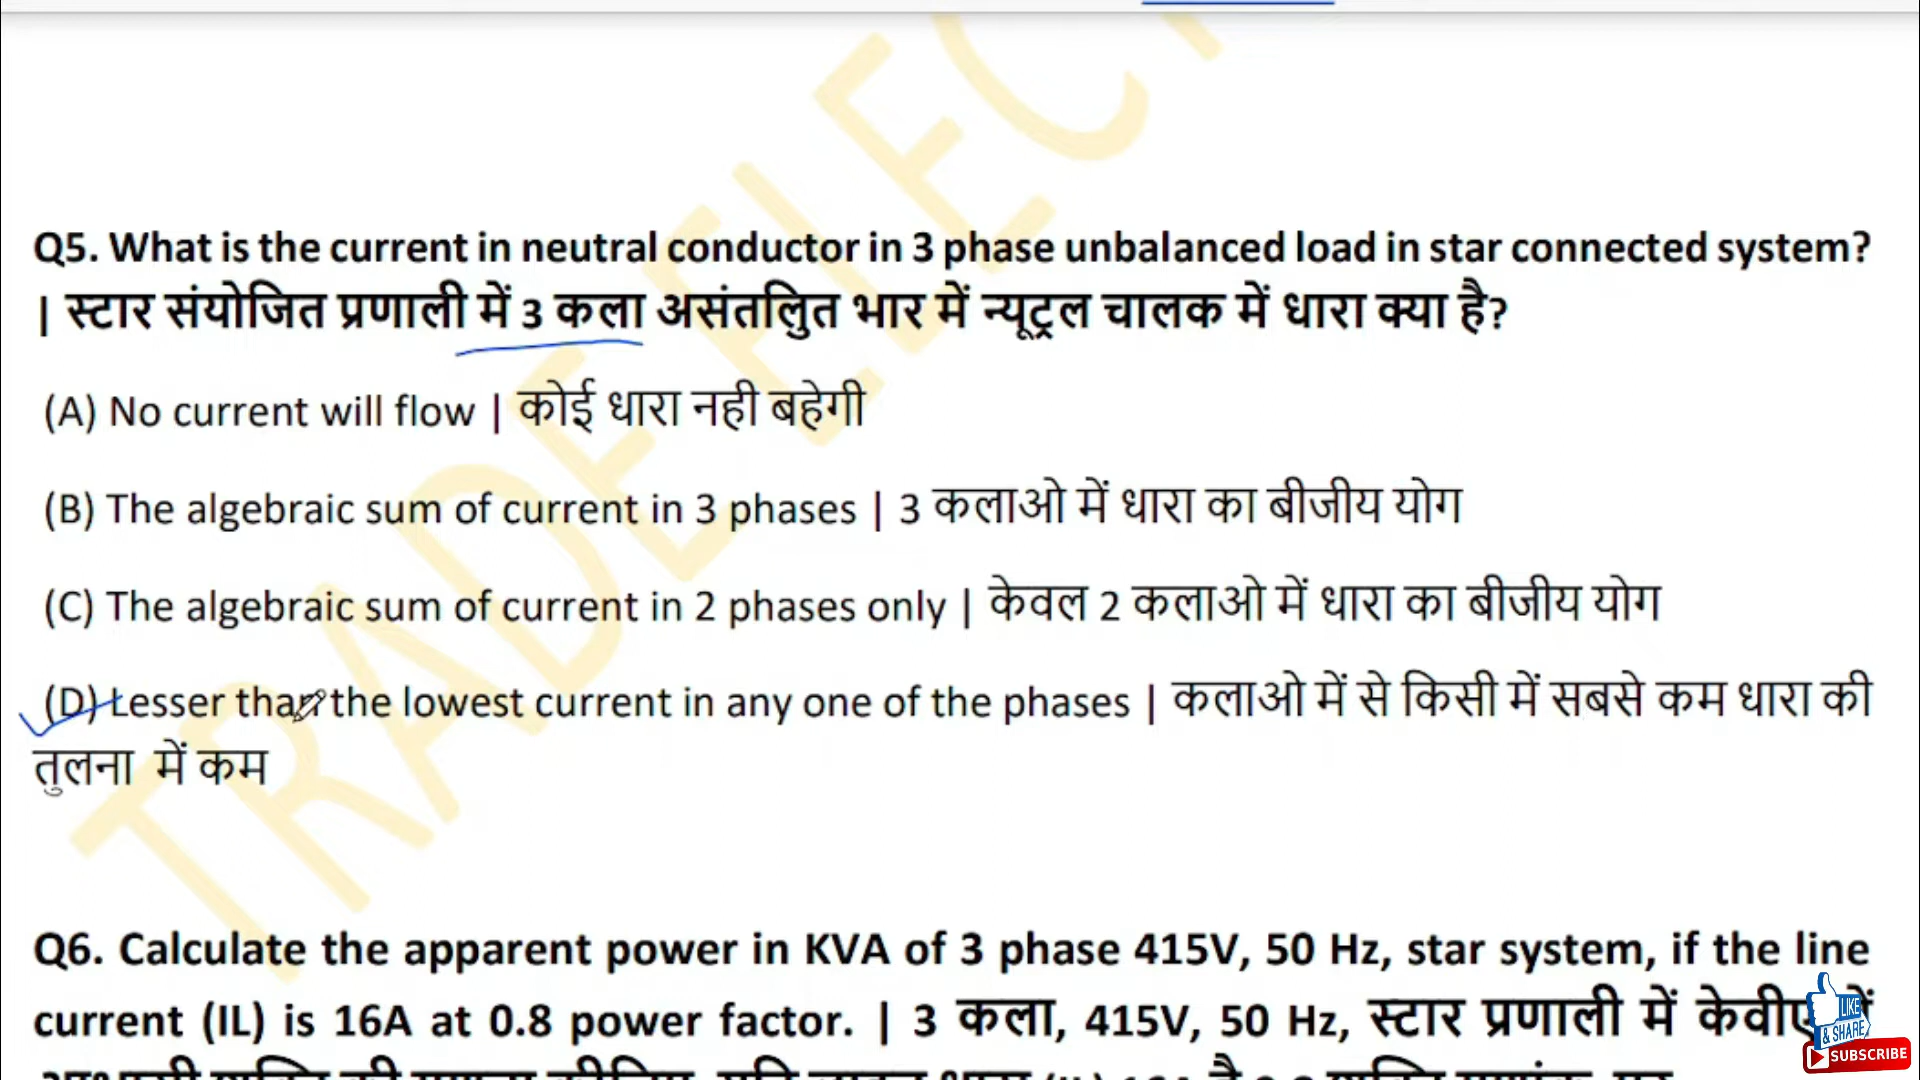 Q5. What is the current in neutral conductor in 3 phase unbalanced load in star connected system?
| स्टार संयोजित प्रणाली में 3 कला असंतलिुत भार में न्यूट्रल चालक में धारा क्या है?
(A) No current will flow | कोई धारा नही बहेगी
(B) The algebraic sum of current in 3 phases | 3 कलाओ में धारा का बीजीय योग
(C) The algebraic sum of current in 2 phases only | केवल 2 कलाओ में धारा का बीजीय योग
(D) Lesser than the lowest current in any one of the phases | कलाओ में से किसी में सबसे कम धारा की
तुलना में कम
Q6. Calculate the apparent power in KVA of 3 phase 415V, 50 Hz, star system, if the line
current (IL) is 16A at 0.8 power factor. | 3 कला, 415V, 50 Hz, स्टार प्रणाली में केवीए में
TRADE ELECT
LIKE
& SHARE
SUBSCRIBE